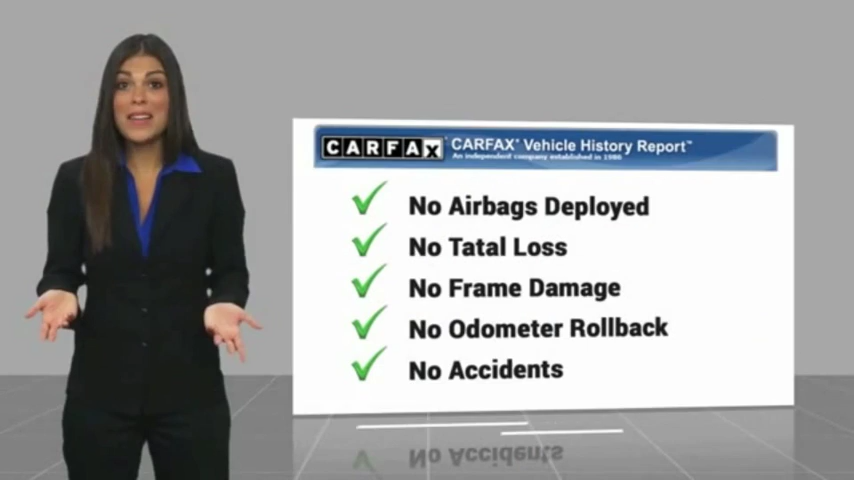 CARFAX CARFAX® Vehicle History Report™
An independent company established in 1986
No Airbags Deployed
No Tatal Loss
No Frame Damage
No Odometer Rollback
No Accidents
No Accidents